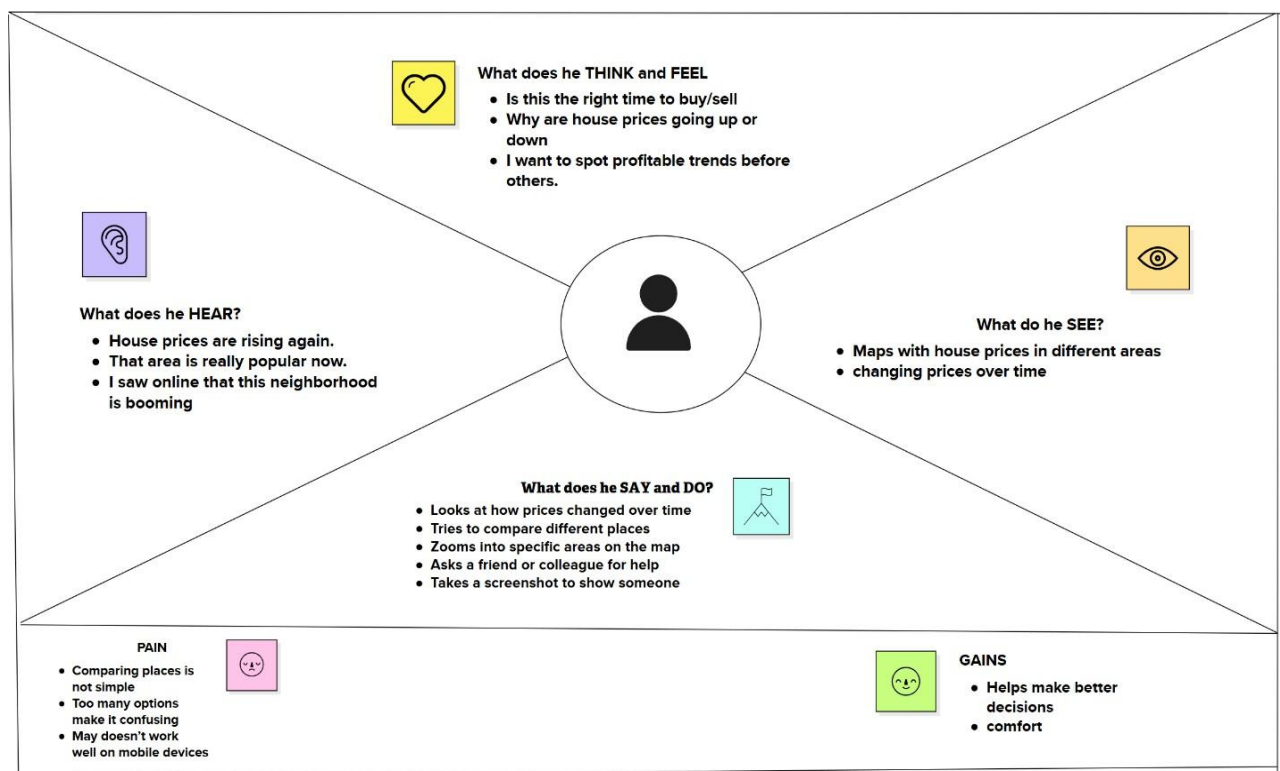 What does he THINK and FEEL
• Is this the right time to buy/sell
• Why are house prices going up or
down
• I want to spot profitable trends before
others.
What does he HEAR?
• House prices are rising again.
• That area is really popular now.
• I saw online that this neighborhood
is booming
What do he SEE?
• Maps with house prices in different areas
• changing prices over time
What does he SAY and DO?
• Looks at how prices changed over time
• Tries to compare different places
• Zooms into specific areas on the map
• Asks a friend or colleague for help
• Takes a screenshot to show someone
PAIN
• Comparing places is
not simple
• Too many options
make it confusing
• May doesn't work
well on mobile devices
GAINS
• Helps make better
decisions
• comfort